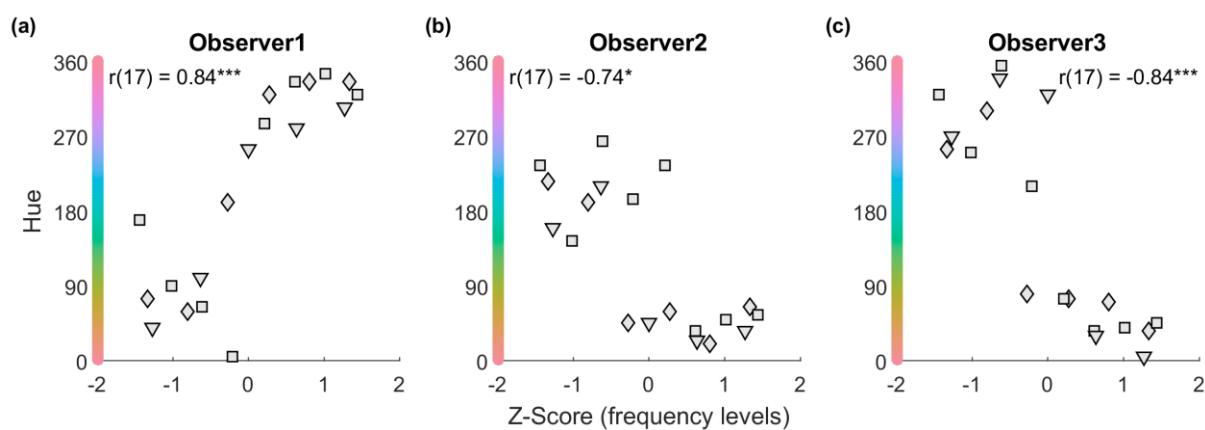 (a) Observer1
r(17) = 0.84***
Hue
360
270
180
90
0
-2 -1 0 1 2
(b) Observer2
r(17) = -0.74*
360
270
180
90
0
-2 -1 0 1 2
Z-Score (frequency levels)
(c) Observer3
r(17) = -0.84***
360
270
180
90
0
-2 -1 0 1 2